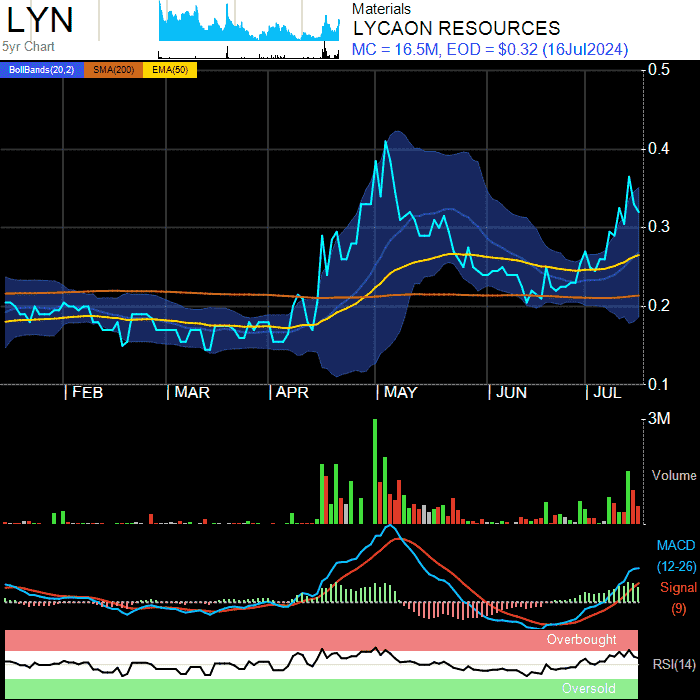 LYN
5yr Chart
Materials
LYCAON RESOURCES
MC = 16.5M, EOD = $0.32 (16Jul2024)
BollBands(20,2) SMA(200) EMA(50)
0.5
0.4
0.3
0.2
0.1
FEB MAR APR MAY JUN JUL
3M
Volume
MACD
(12-26)
Signal
(9)
Overbought
RSI(14)
Oversold